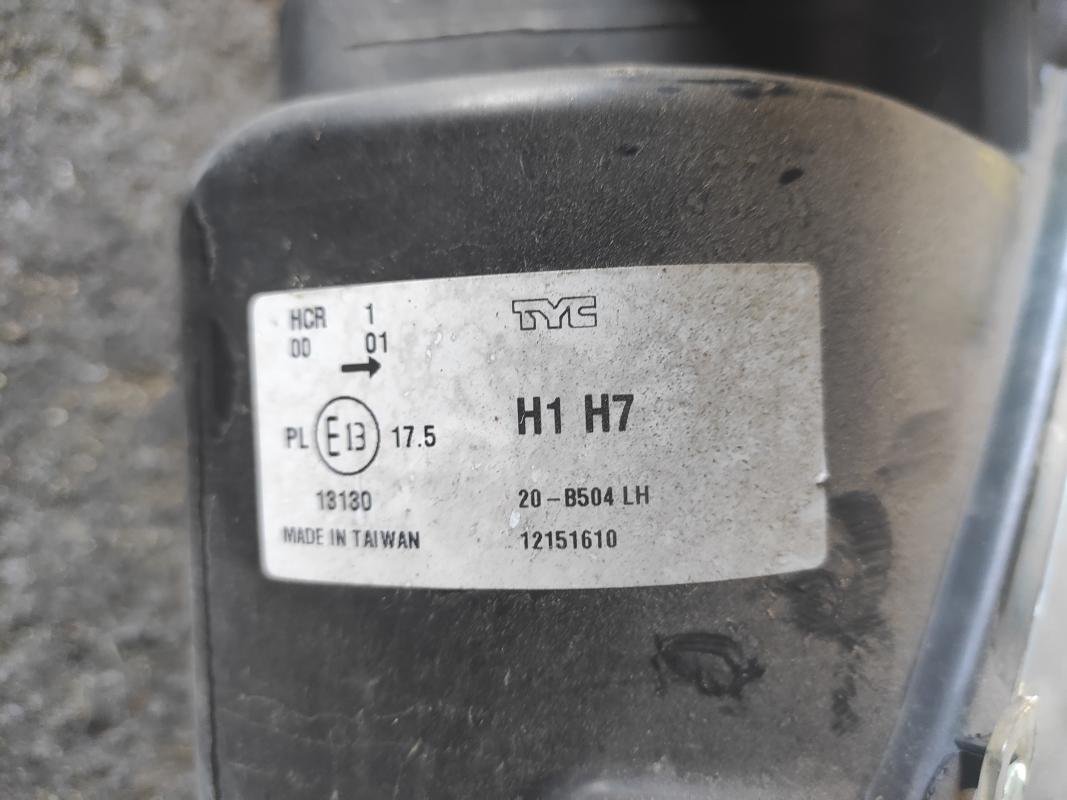 HCR 1
00 01
TYC
PL E13 17.5
H1 H7
13130
20-B504 LH
MADE IN TAIWAN
12151610